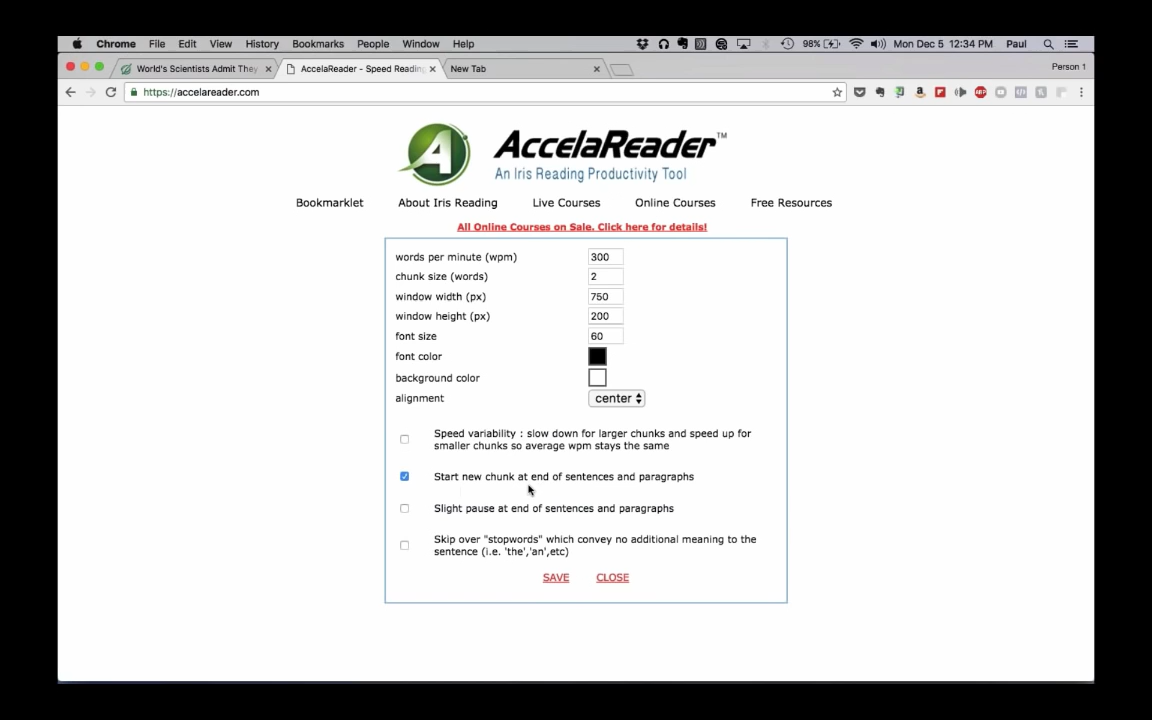 Chrome File Edit View History Bookmarks People Window Help 98% Mon Dec 5 12:34 PM Paul
World's Scientists Admit They AccelaReader - Speed Reading New Tab Person 1
https://accelareader.com
AccelaReader™
An Iris Reading Productivity Tool
Bookmarklet About Iris Reading Live Courses Online Courses Free Resources
All Online Courses on Sale. Click here for details!
words per minute (wpm) 300
chunk size (words) 2
window width (px) 750
window height (px) 200
font size 60
font color
background color
alignment center
Speed variability : slow down for larger chunks and speed up for
smaller chunks so average wpm stays the same
Start new chunk at end of sentences and paragraphs
Slight pause at end of sentences and paragraphs
Skip over "stopwords" which convey no additional meaning to the
sentence (i.e. 'the','an',etc)
SAVE CLOSE